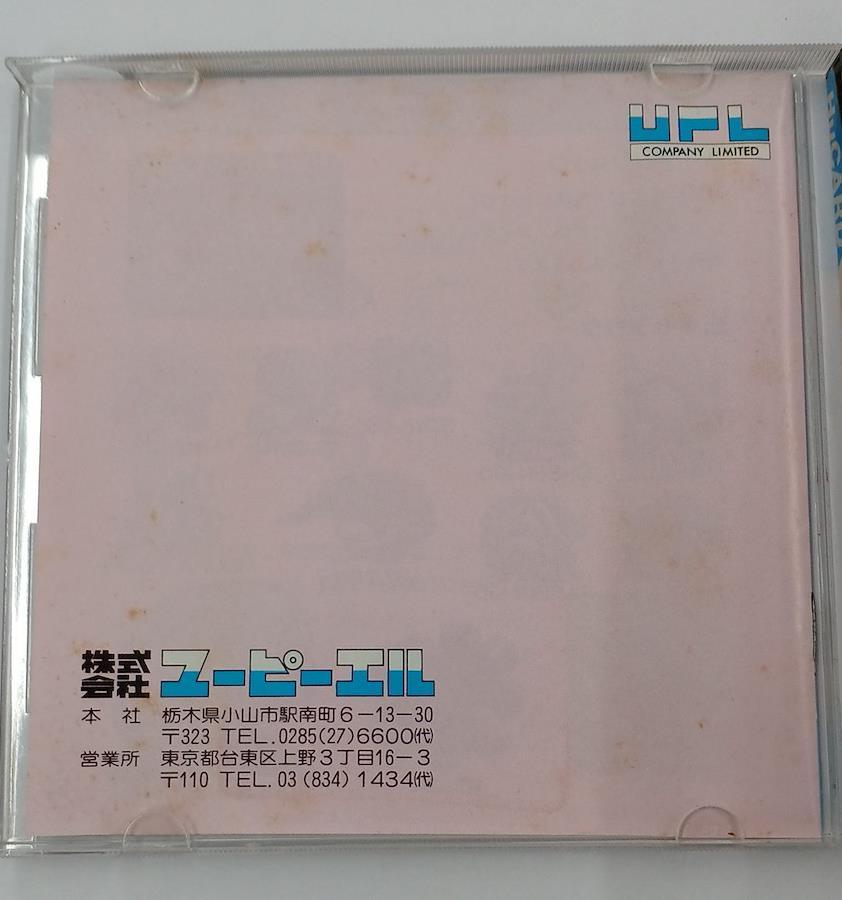 UPL
COMPANY LIMITED
HuCARD
株式会社 ユーピーエル
本 社 栃木県小山市駅南町6-13-30
〒323 TEL.0285(27)6600(代)
営業所 東京都台東区上野3丁目16-3
〒110 TEL.03(834)1434(代)